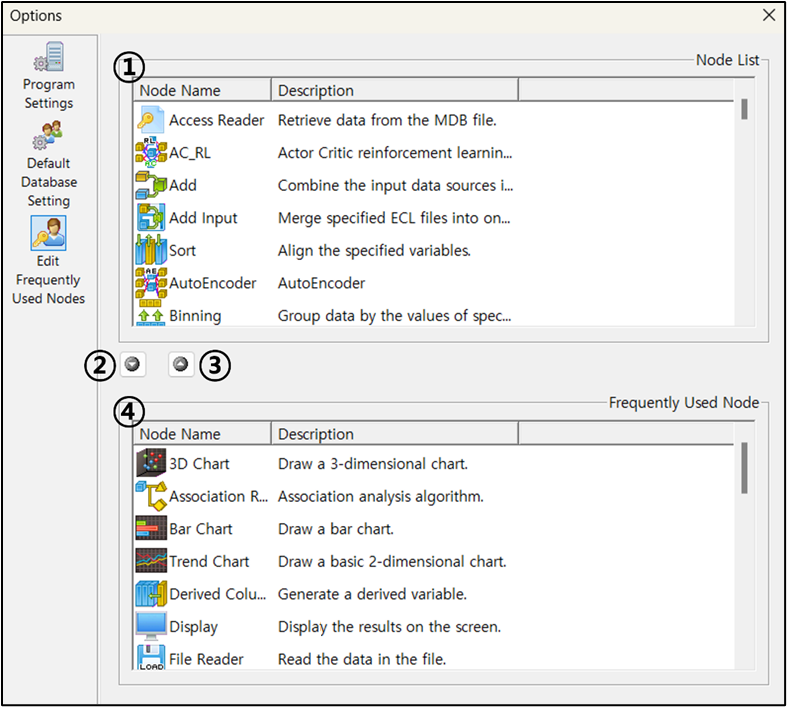 Options
Program
Settings
Default
Database
Setting
Edit
Frequently
Used Nodes
①
Node List
Node Name Description
Access Reader Retrieve data from the MDB file.
AC_RL Actor Critic reinforcement learnin...
Add Combine the input data sources i...
Add Input Merge specified ECL files into on...
Sort Align the specified variables.
AutoEncoder AutoEncoder
Binning Group data by the values of spec...
② ③
④
Frequently Used Node
Node Name Description
3D Chart Draw a 3-dimensional chart.
Association R... Association analysis algorithm.
Bar Chart Draw a bar chart.
Trend Chart Draw a basic 2-dimensional chart.
Derived Colu... Generate a derived variable.
Display Display the results on the screen.
LOAD File Reader Read the data in the file.